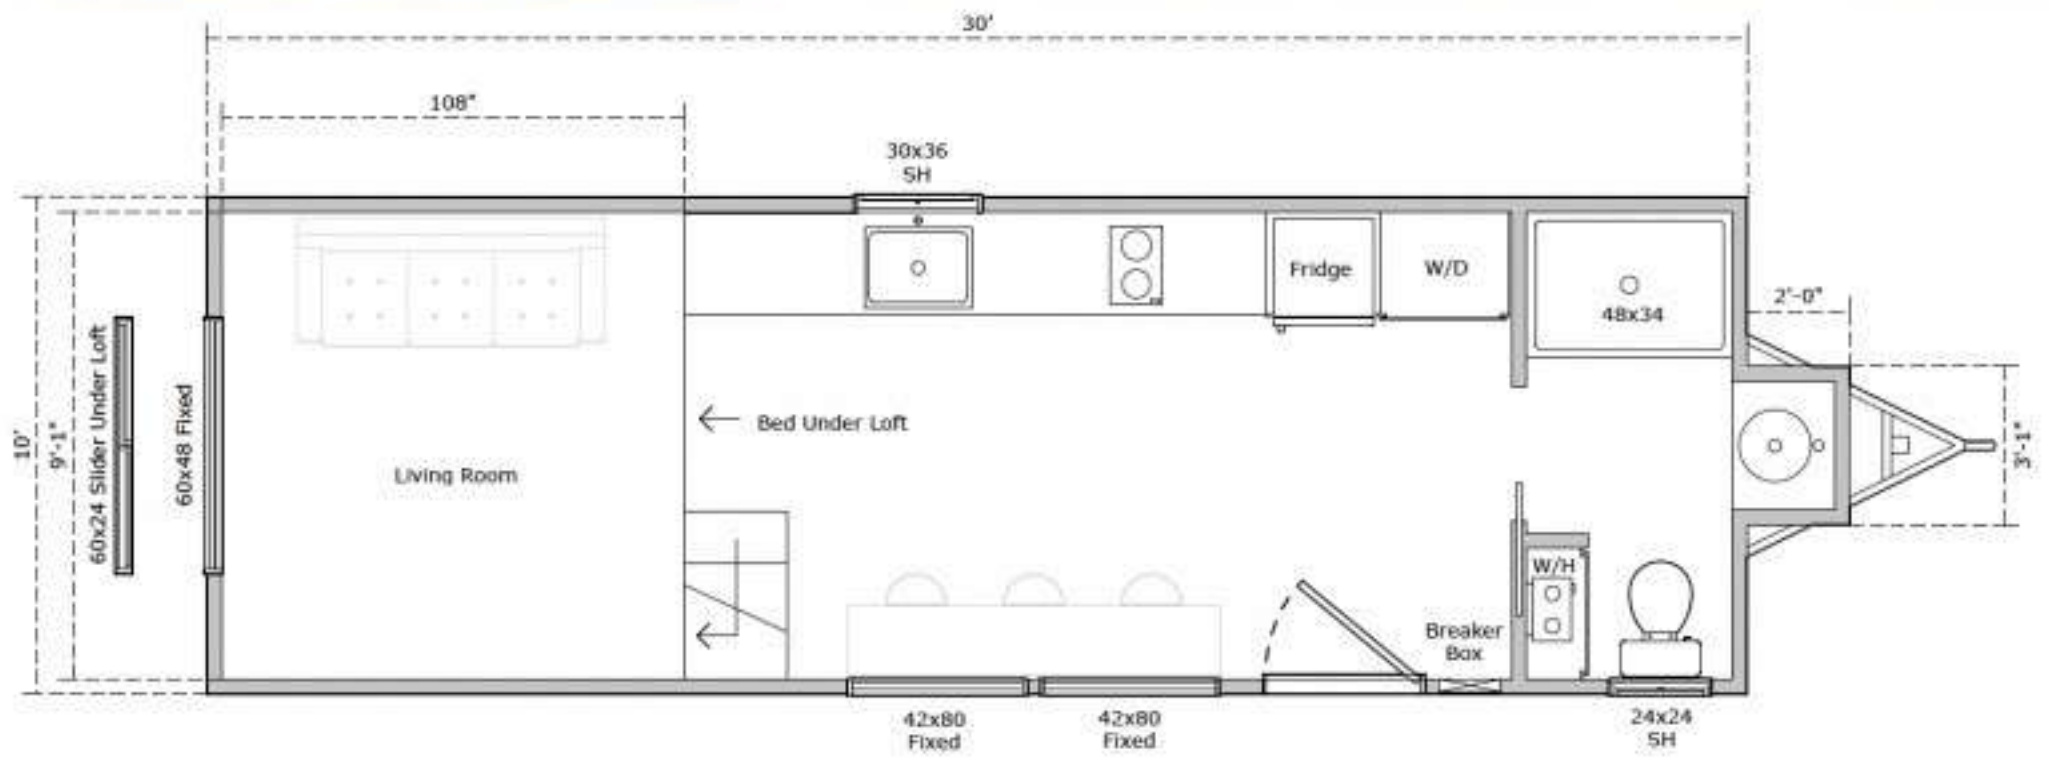 30'
108"
30x36
SH
Fridge
W/D
48x34
2'-0"
10'
9'-1"
60x24 Slider Under Loft
60x48 Fixed
Bed Under Loft
Living Room
3'-1"
W/H
Breaker
Box
42x80
Fixed
42x80
Fixed
24x24
SH